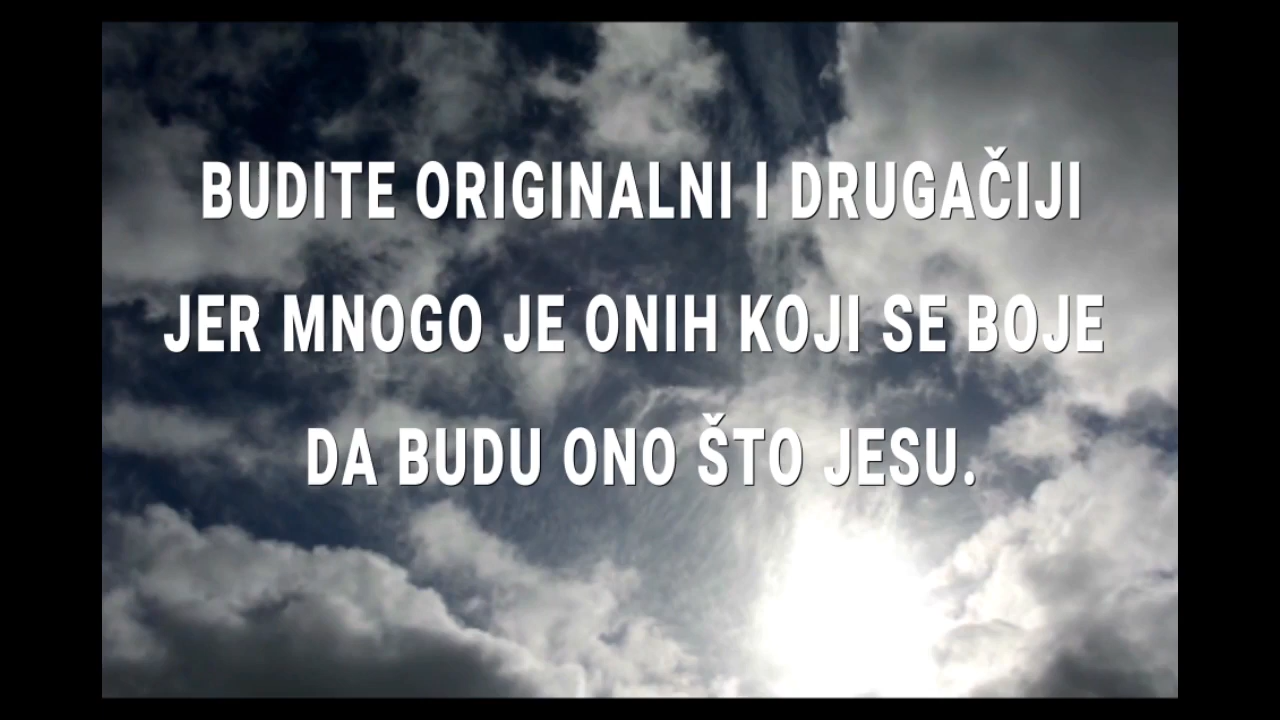 BUDITE ORIGINALNI I DRUGAČIJI
JER MNOGO JE ONIH KOJI SE BOJE
DA BUDU ONO ŠTO JESU.